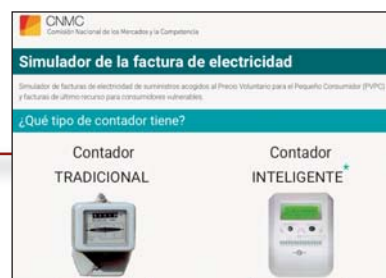 CNMC
Comisión Nacional de los Mercados y la Competencia
Simulador de la factura de electricidad
Simulador de facturas de electricidad de suministros acogidos al Precio Voluntario para el Pequeño Consumidor (PVPC)
y facturas de último recurso para consumidores vulnerables.
¿Qué tipo de contador tiene?
Contador
TRADICIONAL
Contador
INTELIGENTE*